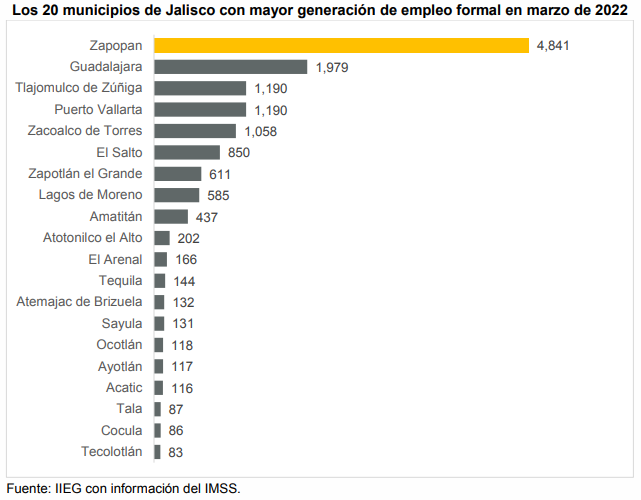 Los 20 municipios de Jalisco con mayor generación de empleo formal en marzo de 2022
Zapopan 4,841
Guadalajara 1,979
Tlajomulco de Zúñiga 1,190
Puerto Vallarta 1,190
Zacoalco de Torres 1,058
El Salto 850
Zapotlán el Grande 611
Lagos de Moreno 585
Amatitán 437
Atotonilco el Alto 202
El Arenal 166
Tequila 144
Atemajac de Brizuela 132
Sayula 131
Ocotlán 118
Ayotlán 117
Acatic 116
Tala 87
Cocula 86
Tecolotlán 83
Fuente: IIEG con información del IMSS.